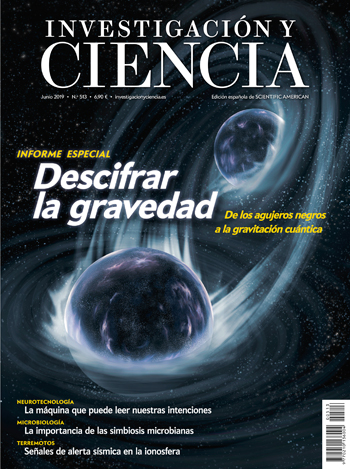 INVESTIGACIÓN Y
CIENCIA
Junio 2019 • N.º 513 • 6,90 € • investigacionyciencia.es
Edición española de SCIENTIFIC AMERICAN
INFORME ESPECIAL
Descifrar
la gravedad
De los agujeros negros
a la gravitación cuántica
NEUROTECNOLOGÍA
La máquina que puede leer nuestras intenciones
MICROBIOLOGÍA
La importancia de las simbiosis microbianas
TERREMOTOS
Señales de alerta sísmica en la ionosfera